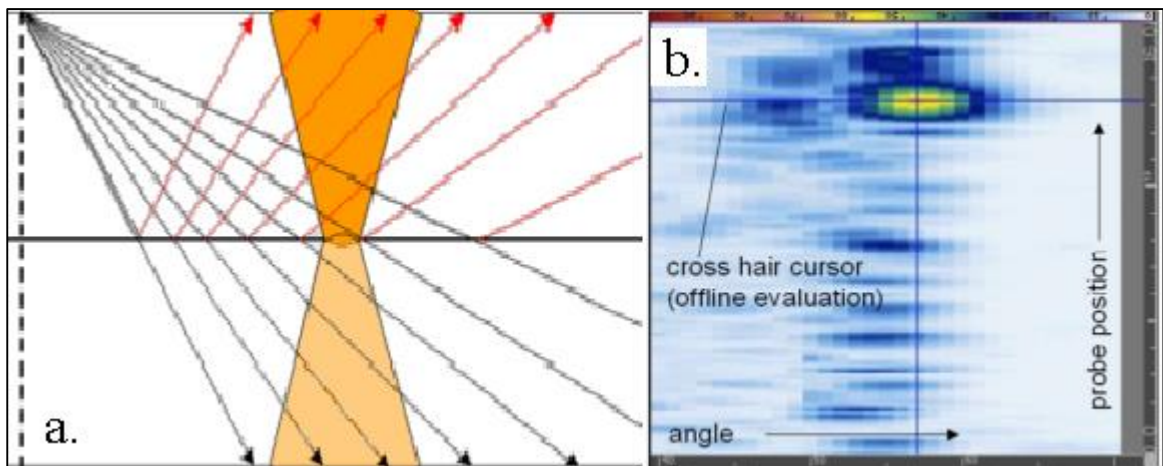 a.
b.
cross hair cursor
(offline evaluation)
probe position
angle